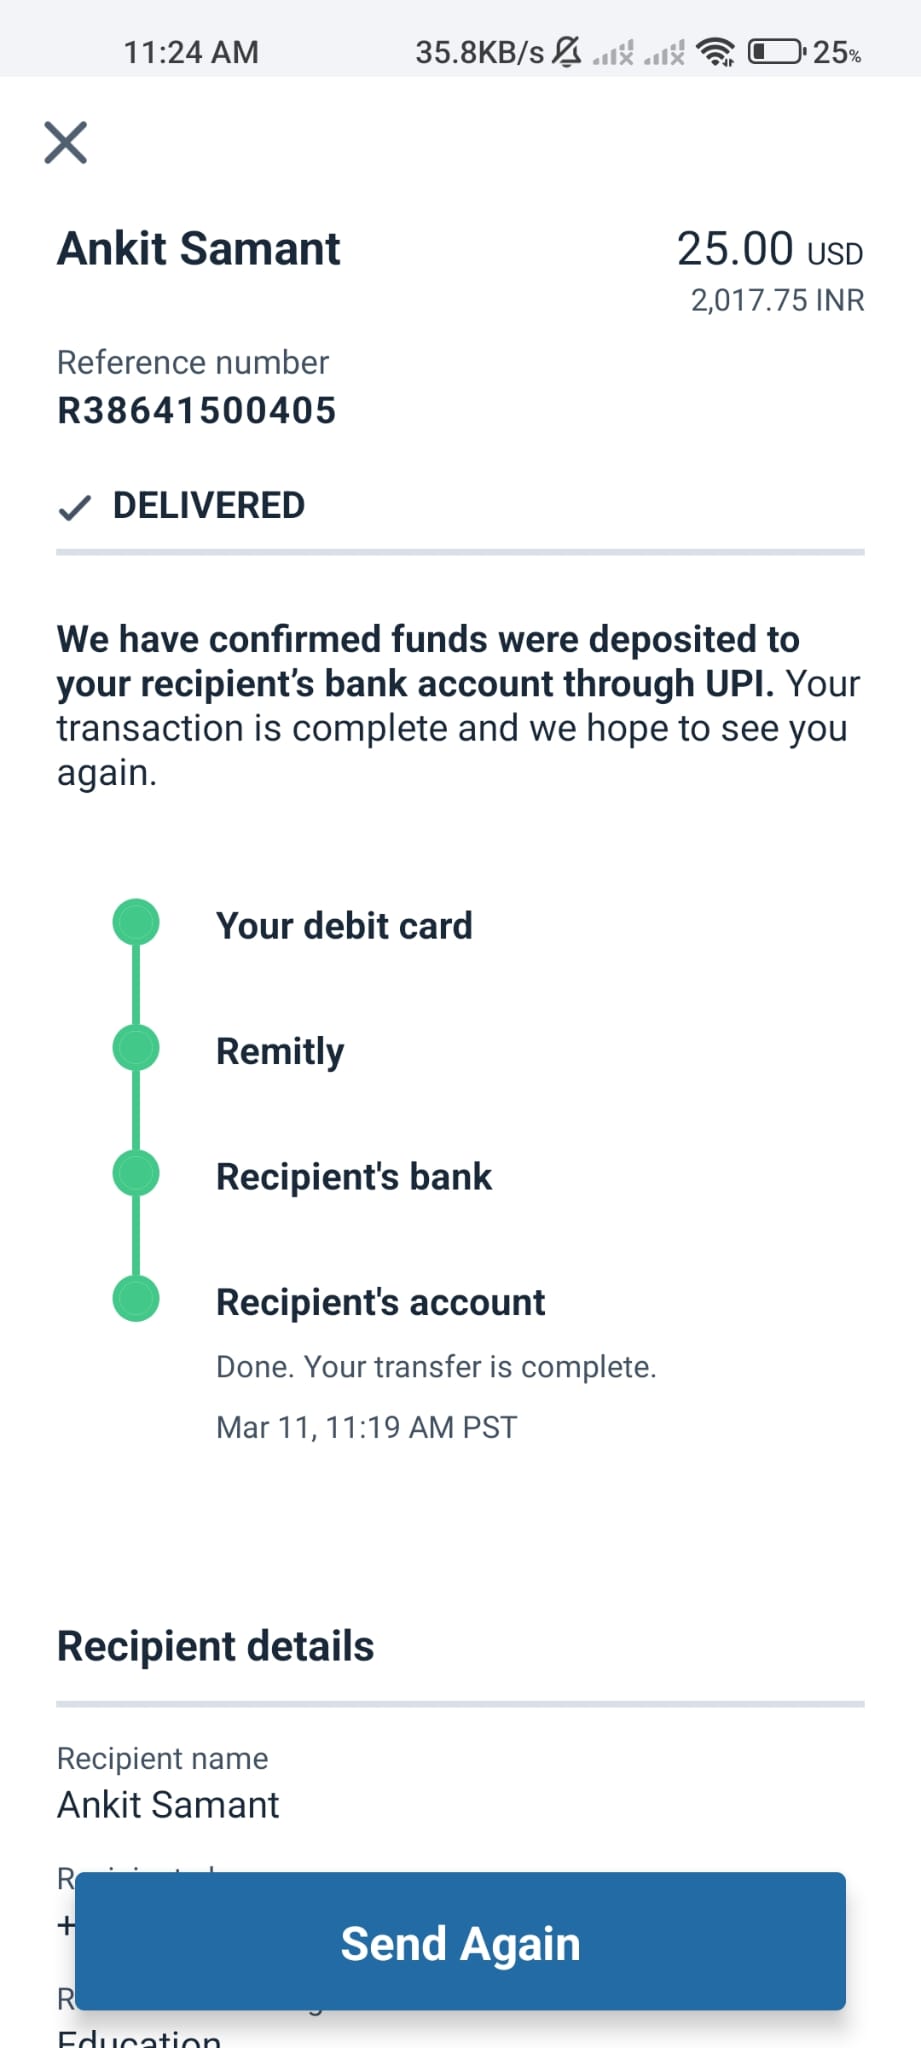 11:24 AM 35.8KB/s 25%
Ankit Samant 25.00 USD
2,017.75 INR
Reference number
R38641500405
DELIVERED
We have confirmed funds were deposited to
your recipient’s bank account through UPI. Your
transaction is complete and we hope to see you
again.
Your debit card
Remitly
Recipient's bank
Recipient's account
Done. Your transfer is complete.
Mar 11, 11:19 AM PST
Recipient details
Recipient name
Ankit Samant
+
Send Again
Education